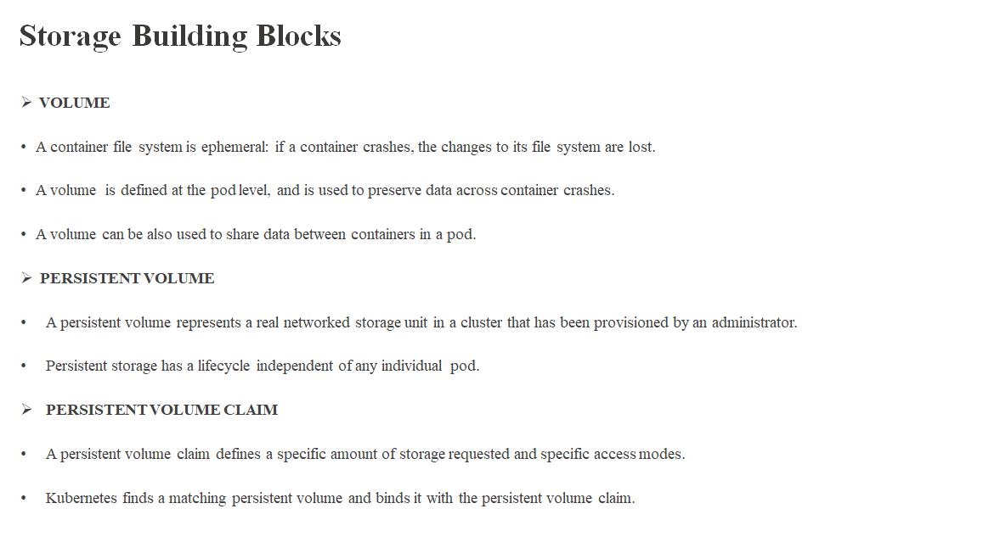 Storage Building Blocks
➢ VOLUME
• A container file system is ephemeral: if a container crashes, the changes to its file system are lost.
• A volume is defined at the pod level, and is used to preserve data across container crashes.
• A volume can be also used to share data between containers in a pod.
➢ PERSISTENT VOLUME
• A persistent volume represents a real networked storage unit in a cluster that has been provisioned by an administrator.
• Persistent storage has a lifecycle independent of any individual pod.
➢ PERSISTENT VOLUME CLAIM
• A persistent volume claim defines a specific amount of storage requested and specific access modes.
• Kubernetes finds a matching persistent volume and binds it with the persistent volume claim.